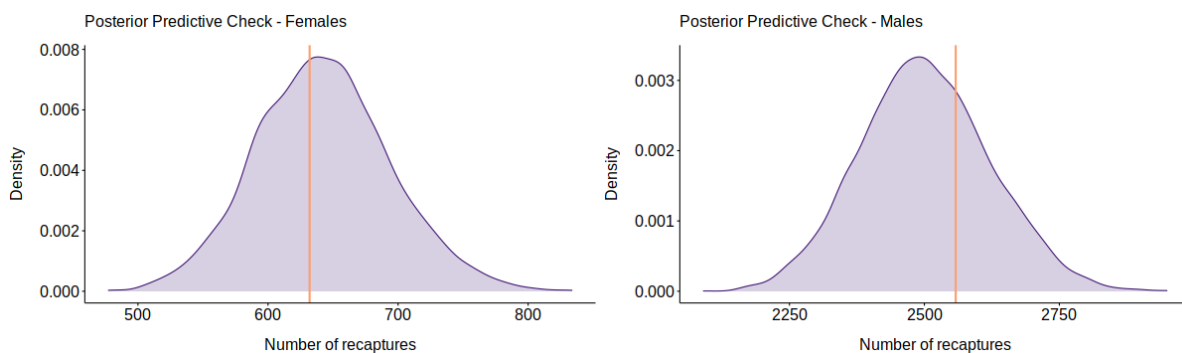 Posterior Predictive Check - Females
0.008
0.006
0.004
0.002
0.000
Density
500 600 700 800
Number of recaptures
Posterior Predictive Check - Males
0.003
0.002
0.001
0.000
Density
2250 2500 2750
Number of recaptures